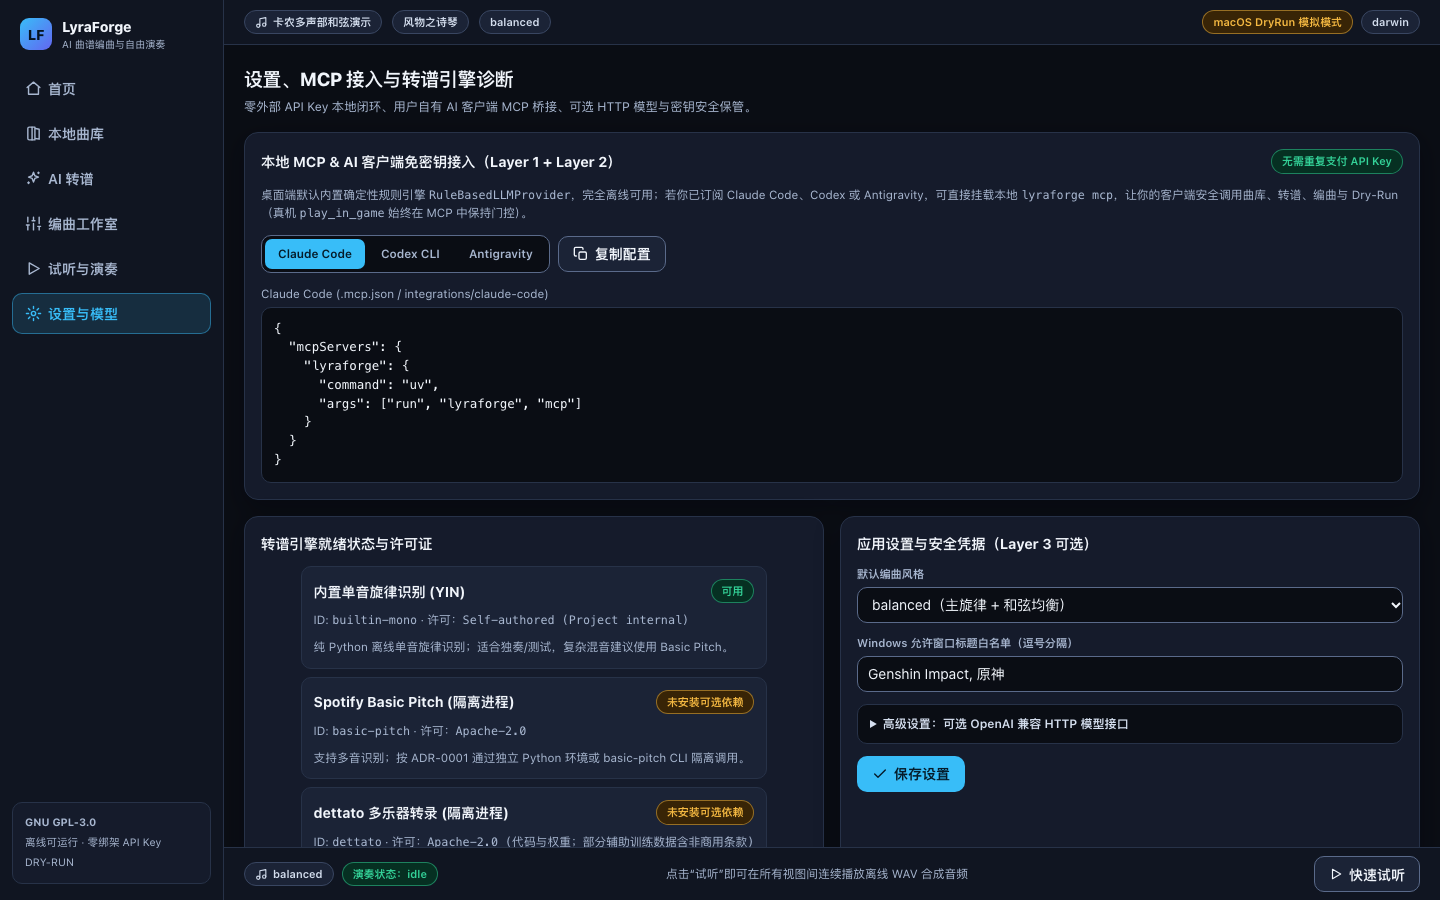 LF
LyraForge
AI 曲谱编曲与自由演奏
首页
本地曲库
AI 转谱
编曲工作室
试听与演奏
设置与模型
GNU GPL-3.0
离线可运行 · 零绑架 API Key
DRY-RUN
卡农多声部和弦演示
风物之诗琴
balanced
macOS DryRun 模拟模式
darwin
设置、MCP 接入与转谱引擎诊断
零外部 API Key 本地闭环、用户自有 AI 客户端 MCP 桥接、可选 HTTP 模型与密钥安全保管。
本地 MCP & AI 客户端免密钥接入（Layer 1 + Layer 2）
无需重复支付 API Key
桌面端默认内置确定性规则引擎 RuleBasedLLMProvider，完全离线可用；若你已订阅 Claude Code、Codex 或 Antigravity，可直接挂载本地 lyraforge mcp，让你的客户端安全调用曲库、转谱、编曲与 Dry-Run
（真机 play_in_game 始终在 MCP 中保持门控）。
Claude Code
Codex CLI
Antigravity
复制配置
Claude Code (.mcp.json / integrations/claude-code)
{
"mcpServers": {
"lyraforge": {
"command": "uv",
"args": ["run", "lyraforge", "mcp"]
}
}
}
转谱引擎就绪状态与许可证
内置单音旋律识别 (YIN)
可用
ID: builtin-mono · 许可：Self-authored (Project internal)
纯 Python 离线单音旋律识别；适合独奏/测试，复杂混音建议使用 Basic Pitch。
Spotify Basic Pitch (隔离进程)
未安装可选依赖
ID: basic-pitch · 许可：Apache-2.0
支持多音识别；按 ADR-0001 通过独立 Python 环境或 basic-pitch CLI 隔离调用。
dettato 多乐器转录 (隔离进程)
未安装可选依赖
ID: dettato · 许可：Apache-2.0 (代码与权重；部分辅助训练数据含非商用条款)
应用设置与安全凭据（Layer 3 可选）
默认编曲风格
balanced（主旋律 + 和弦均衡）
Windows 允许窗口标题白名单（逗号分隔）
Genshin Impact, 原神
高级设置：可选 OpenAI 兼容 HTTP 模型接口
保存设置
balanced
演奏状态：idle
点击“试听”即可在所有视图间连续播放离线 WAV 合成音频
快速试听